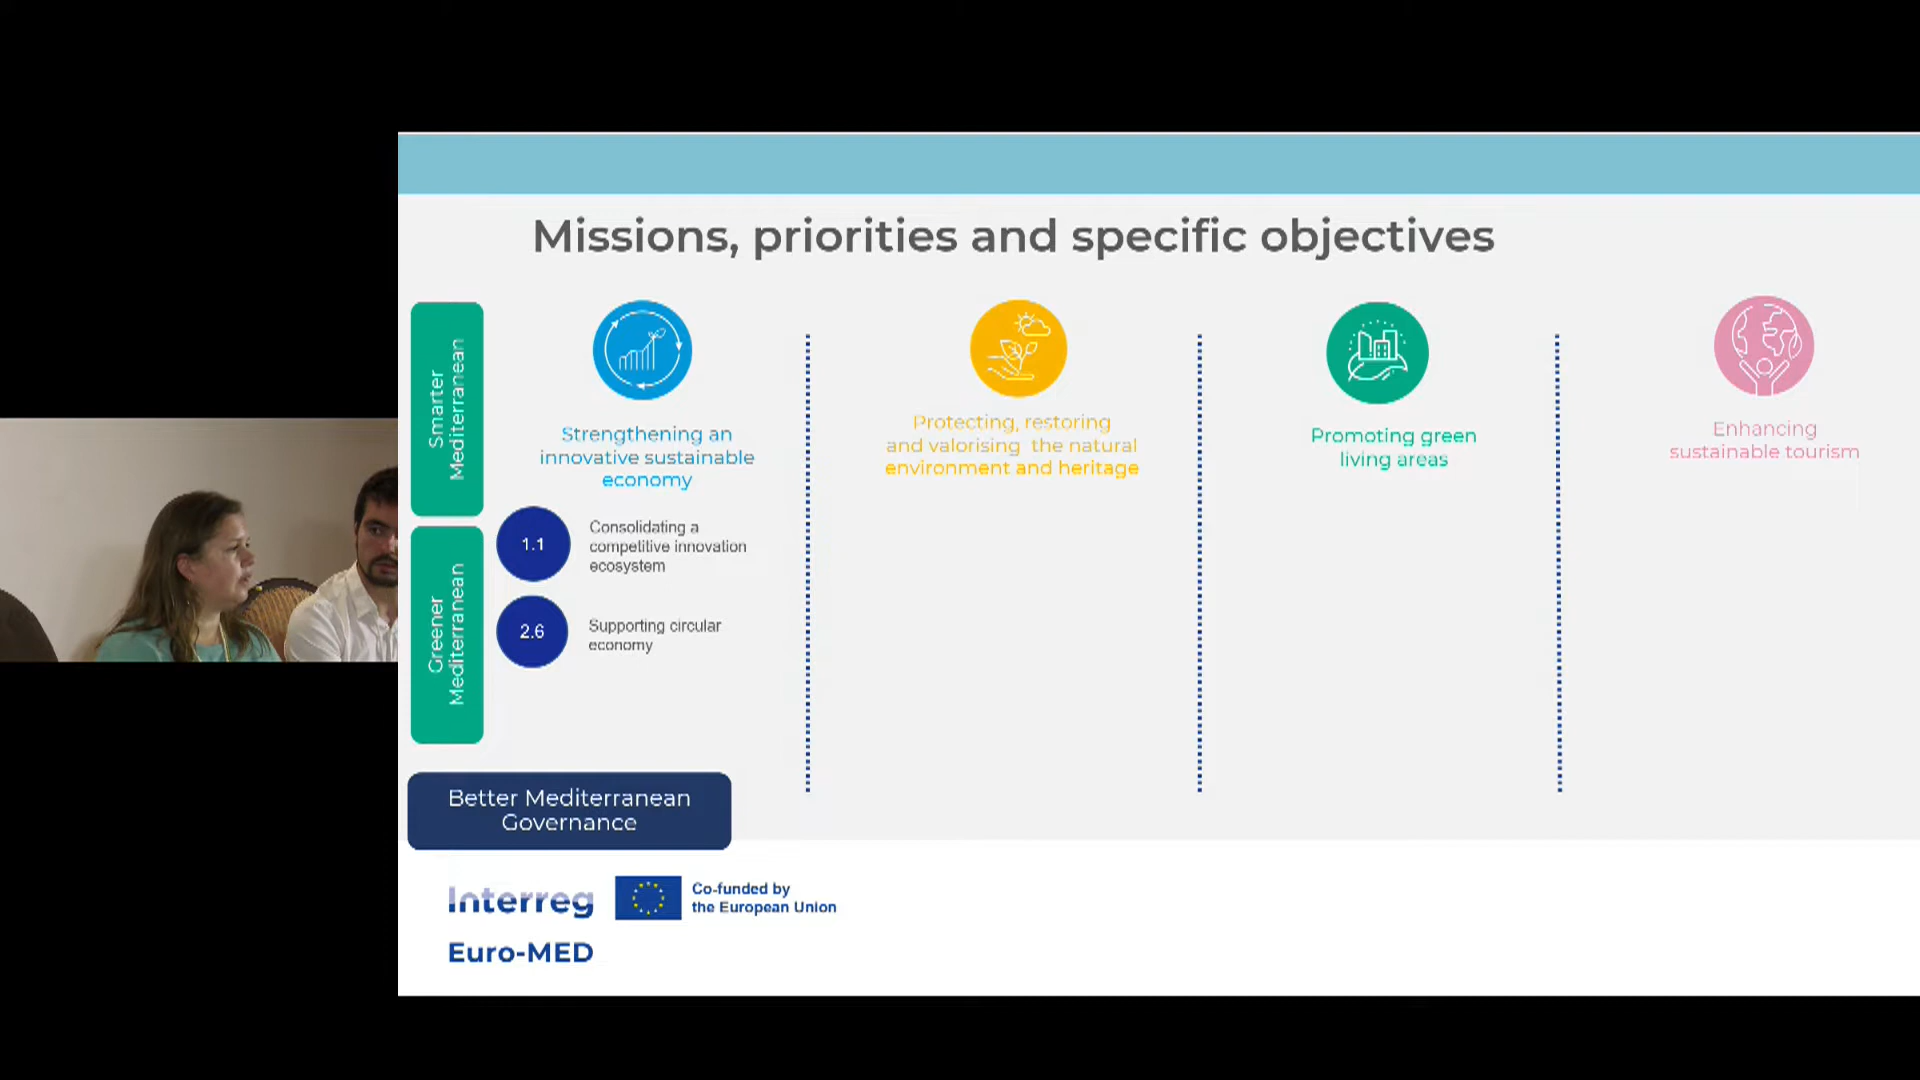 Missions, priorities and specific objectives
Smarter
Mediterranean
Greener
Mediterranean
Strengthening an
innovative sustainable
economy
1.1
Consolidating a
competitive innovation
ecosystem
2.6
Supporting circular
economy
Protecting, restoring
and valorising the natural
environment and heritage
Promoting green
living areas
Enhancing
sustainable tourism
Better Mediterranean
Governance
Interreg
Co-funded by
the European Union
Euro-MED